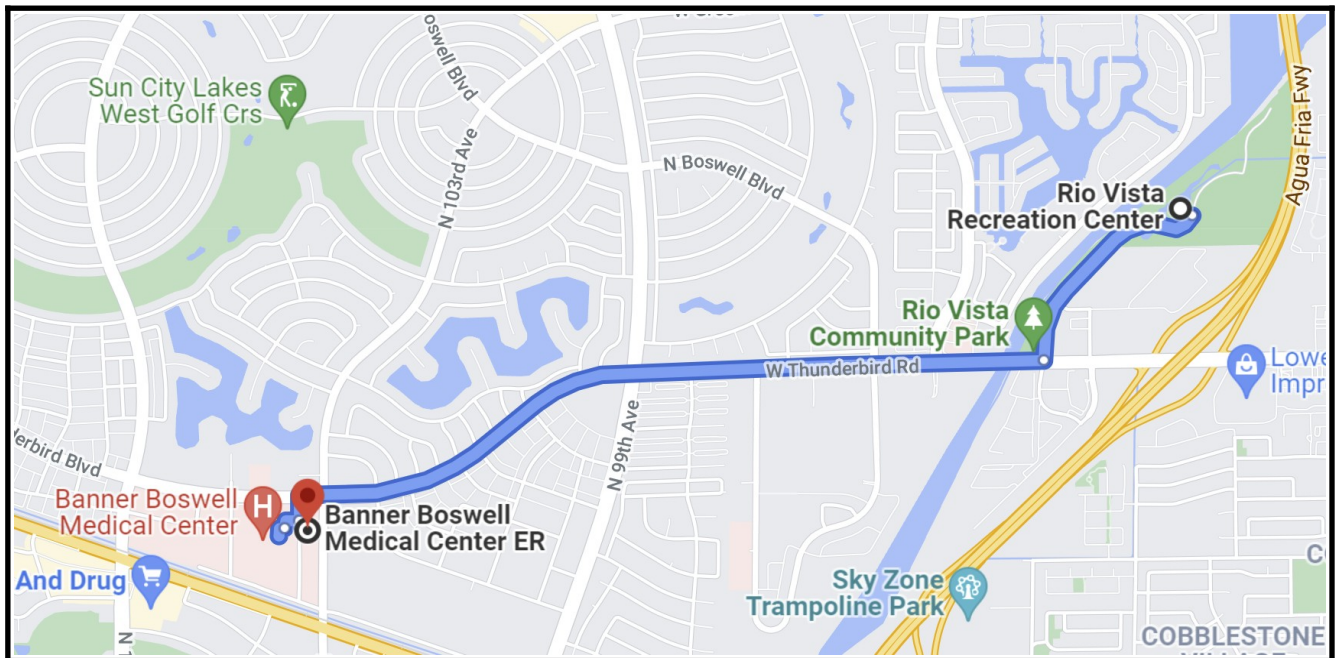 oswell Blvd
Sun City Lakes
West Golf Crs
N 103rd Ave
N Boswell Blvd
Agua Fria Fwy
Rio Vista
Recreation Center
Rio Vista
Community Park
W Thunderbird Rd
Lowe
Impr
N 99th Ave
erbird Blvd
Banner Boswell
Medical Center
H
Banner Boswell
Medical Center ER
And Drug
Sky Zone
Trampoline Park
C
N 1
COBBLESTONE